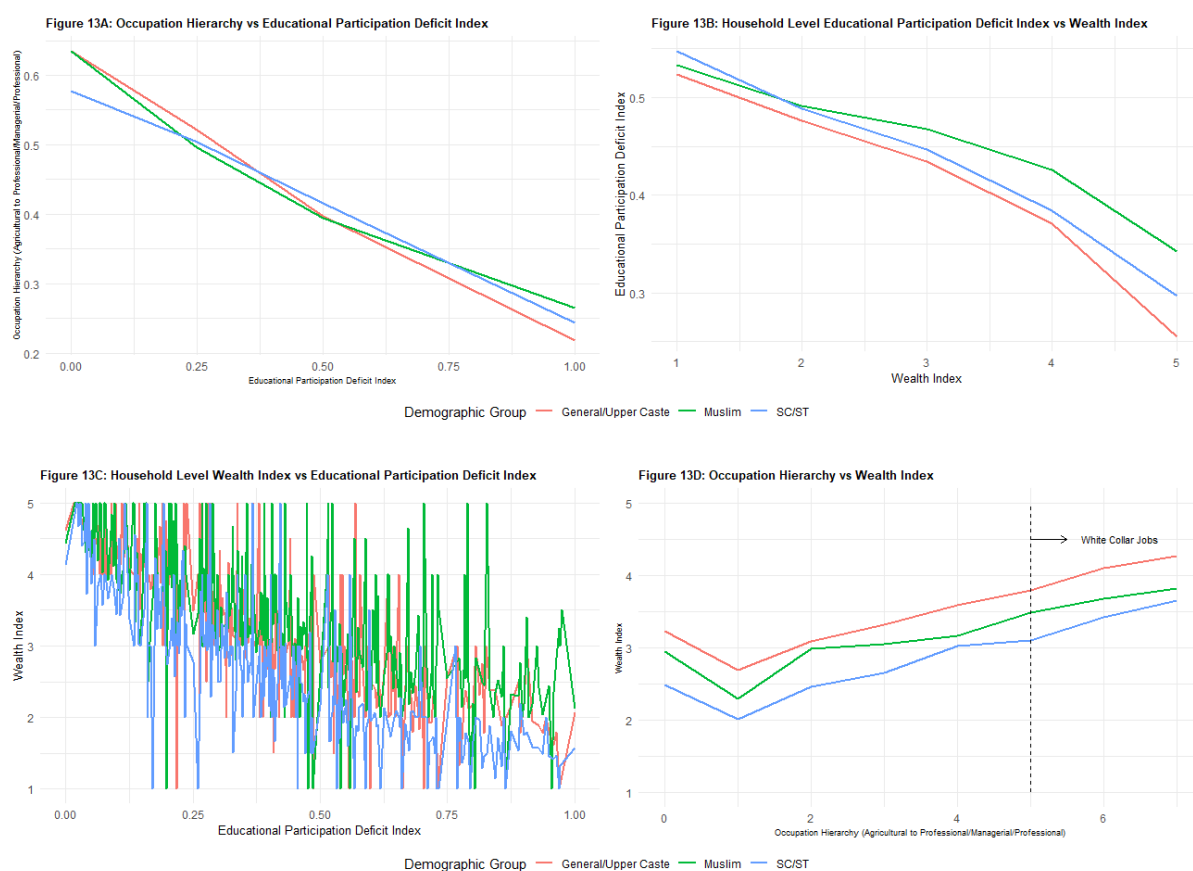 Figure 13A: Occupation Hierarchy vs Educational Participation Deficit Index
Occupation Hierarchy (Agricultural to Professional/Managerial/Professional)
0.6
0.5
0.4
0.3
0.2
0.00 0.25 0.50 0.75 1.00
Educational Participation Deficit Index
Figure 13B: Household Level Educational Participation Deficit Index vs Wealth Index
Educational Participation Deficit Index
0.5
0.4
0.3
1 2 3 4 5
Wealth Index
Demographic Group General/Upper Caste Muslim SC/ST
Figure 13C: Household Level Wealth Index vs Educational Participation Deficit Index
Wealth Index
5
4
3
2
1
0.00 0.25 0.50 0.75 1.00
Educational Participation Deficit Index
Figure 13D: Occupation Hierarchy vs Wealth Index
Wealth Index
5
4
3
2
1
White Collar Jobs
0 2 4 6
Occupation Hierarchy (Agricultural to Professional/Managerial/Professional)
Demographic Group General/Upper Caste Muslim SC/ST